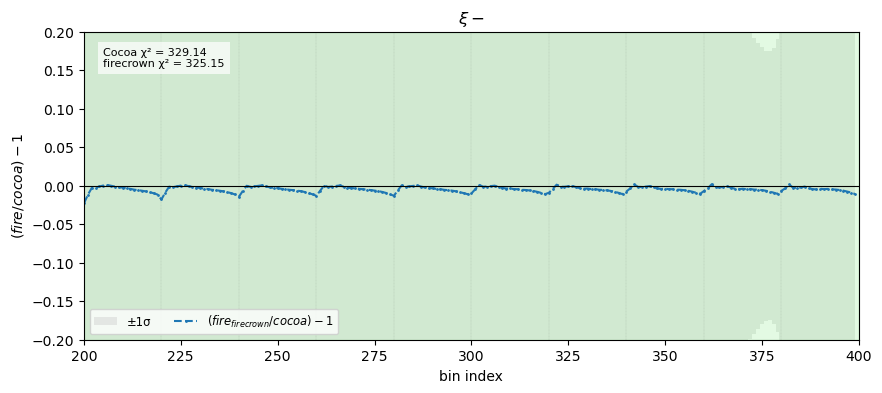 ξ −
Cocoa χ² = 329.14
firecrown χ² = 325.15
(fire/cocoa) − 1
0.20
0.15
0.10
0.05
0.00
−0.05
−0.10
−0.15
−0.20
±1σ
(fire_firecrown/cocoa) − 1
200
225
250
275
300
325
350
375
400
bin index